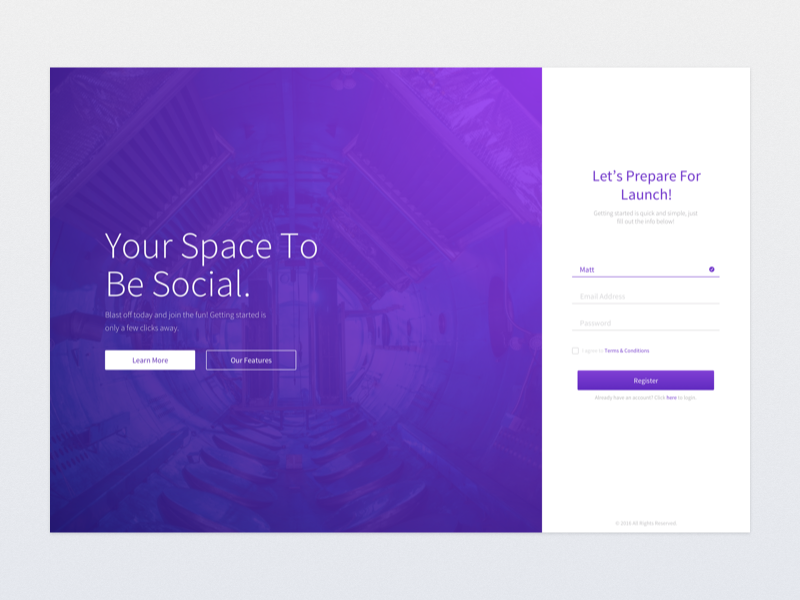 Your Space To
Be Social.
Blast off today and join the fun! Getting started is
only a few clicks away.
Learn More
Our Features
Let's Prepare For
Launch!
Getting started is quick and simple, just
fill out the info below!
Matt
Email Address
Password
I agree to Terms & Conditions
Register
Already have an account? Click here to login
© 2016 All Rights Reserved